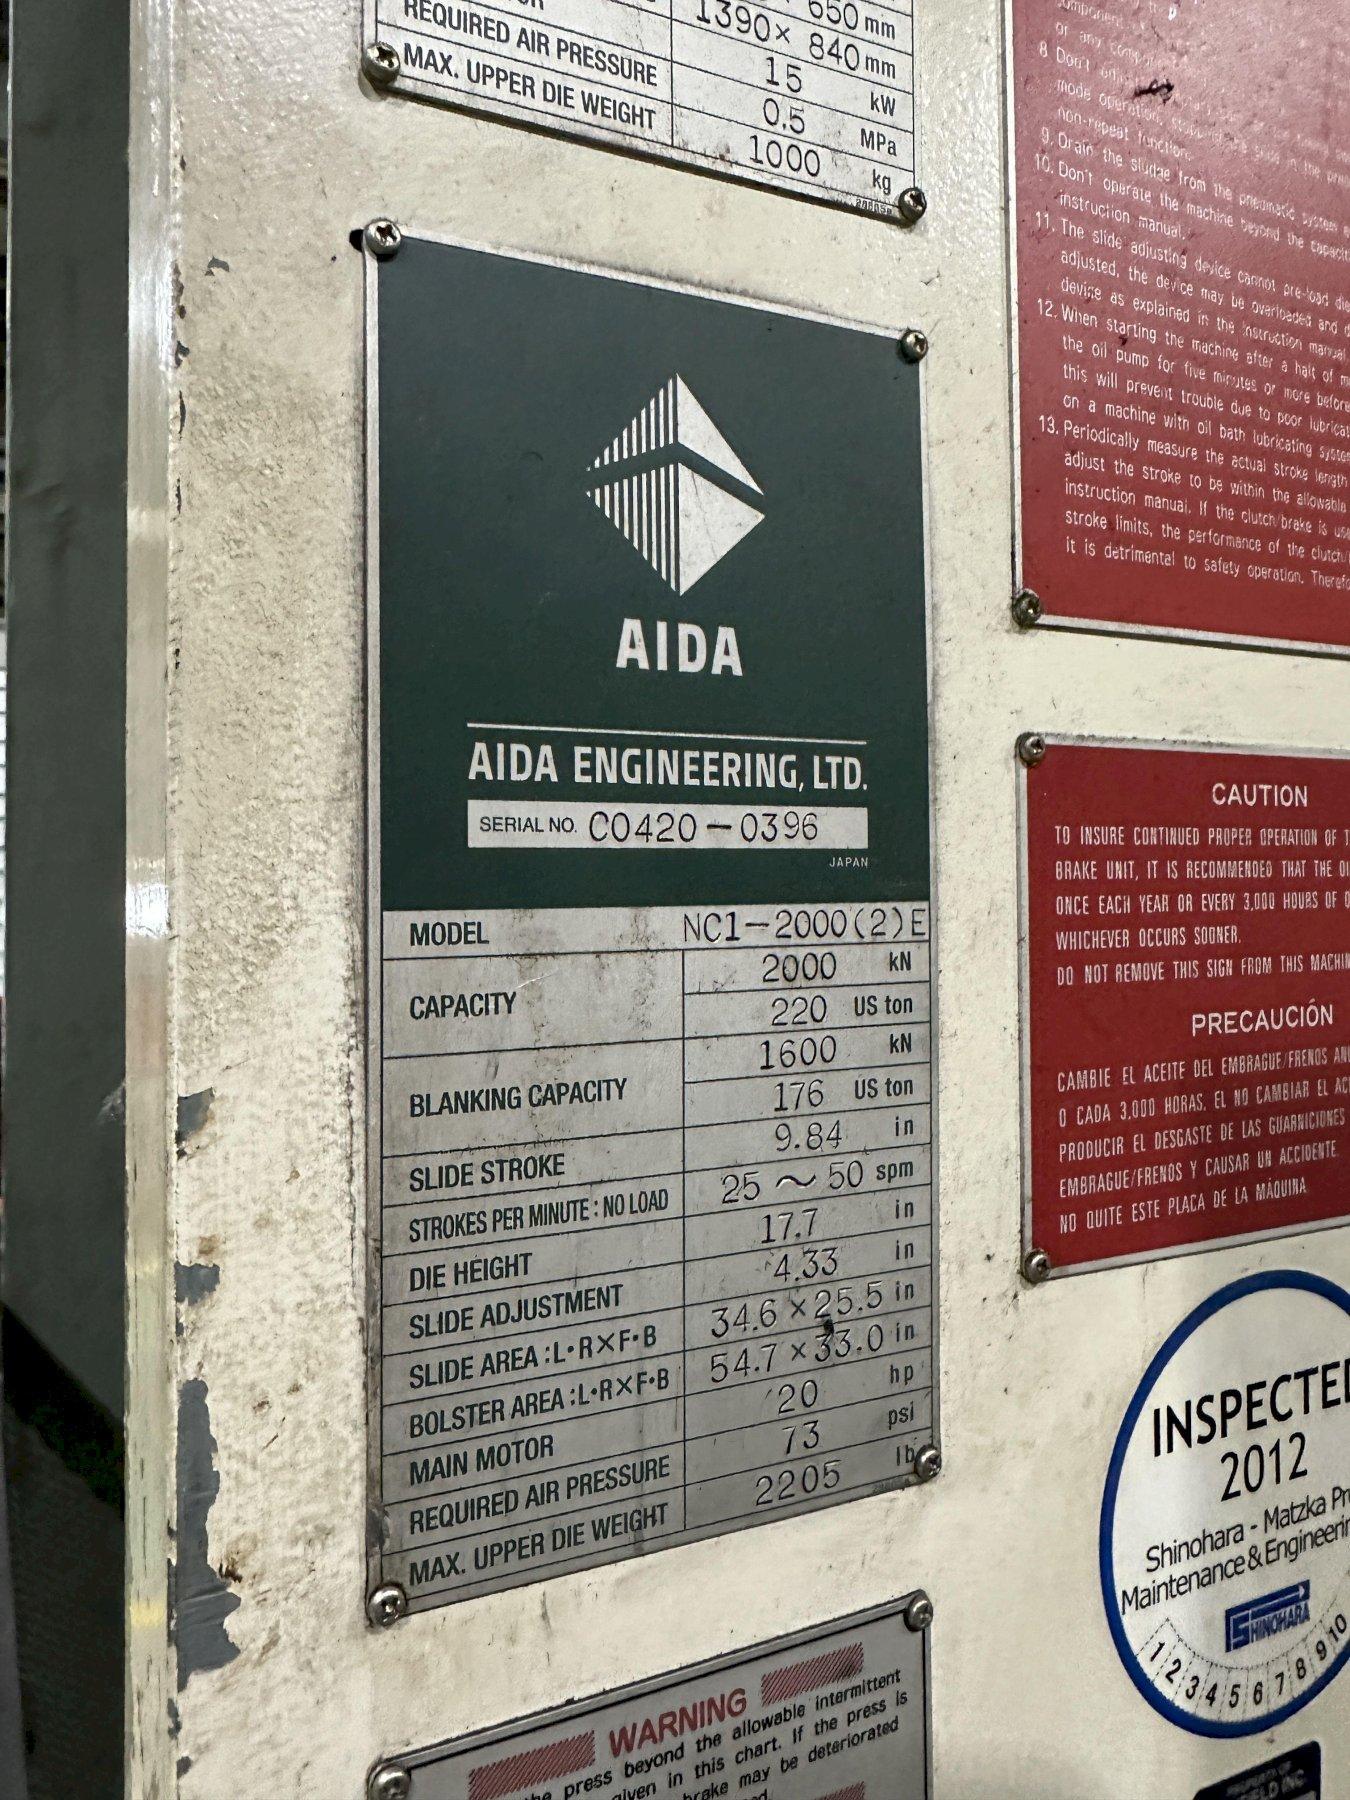 650 mm
1390× 840 mm
15 kW
REQUIRED AIR PRESSURE 0.5 MPa
MAX. UPPER DIE WEIGHT 1000 kg
AIDA
AIDA ENGINEERING, LTD.
SERIAL NO. C0420-0396
JAPAN
MODEL NC1-2000(2)E
CAPACITY 2000 kN
220 US ton
BLANKING CAPACITY 1600 kN
176 US ton
SLIDE STROKE 9.84 in
STROKES PER MINUTE : NO LOAD 25 ~ 50 spm
DIE HEIGHT 17.7 in
SLIDE ADJUSTMENT 4.33 in
SLIDE AREA : L•R×F•B 34.6 × 25.5 in
BOLSTER AREA : L•R×F•B 54.7 × 33.0 in
MAIN MOTOR 20 hp
REQUIRED AIR PRESSURE 73 psi
MAX. UPPER DIE WEIGHT 2205 lb
WARNING
press beyond the allowable intermittent
given in this chart. If the press is
brake may be deteriorated
or any
8. Don't
mode operation,
non-repeat function.
9. Drain the sludge from the pneumatic system
10. Don't operate the machine beyond the
instruction manual.
11. The slide adjusting device cannot pre-load
adjusted, the device may be overloaded and
device as explained in the instruction manual.
12. When starting the machine after a halt of
the oil pump for five minutes or more before
this will prevent trouble due to poor
on a machine with oil bath lubricating
13. Periodically measure the actual stroke length
adjust the stroke to be within the allowable
instruction manual. If the clutch/brake is
stroke limits, the performance of the clutch/
it is detrimental to safety operation.
CAUTION
TO INSURE CONTINUED PROPER OPERATION OF
BRAKE UNIT, IT IS RECOMMENDED THAT THE
ONCE EACH YEAR OR EVERY 3,000 HOURS OF
WHICHEVER OCCURS SOONER.
DO NOT REMOVE THIS SIGN FROM THIS
PRECAUCIÓN
CAMBIE EL ACEITE DEL EMBRAGUE/FRENOS
O CADA 3.000 HORAS. EL NO CAMBIAR EL
PRODUCIR EL DESGASTE DE LAS GUARNICIONES
EMBRAGUE/FRENOS Y CAUSAR UN ACCIDENTE.
NO QUITE ESTE PLACA DE LA MÁQUINA
INSPECTED
2012
Shinohara - Matzka
Maintenance & Engineering
SHINOHARA
1 2 3 4 5 6 7 8 9 10